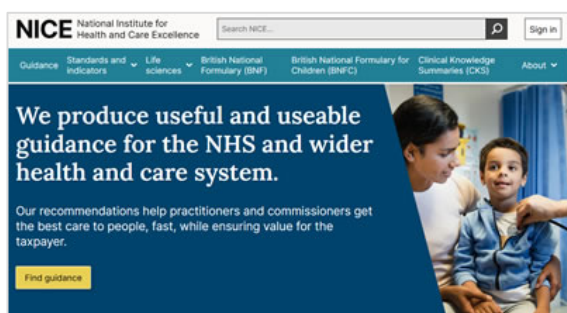 NICE National Institute for
Health and Care Excellence
Search NICE...
Sign in
Guidance
Standards and
indicators
Life
sciences
British National
Formulary (BNF)
British National Formulary for
Children (BNFC)
Clinical Knowledge
Summaries (CKS)
About
We produce useful and useable
guidance for the NHS and wider
health and care system.
Our recommendations help practitioners and commissioners get
the best care to people, fast, while ensuring value for the
taxpayer.
Find guidance